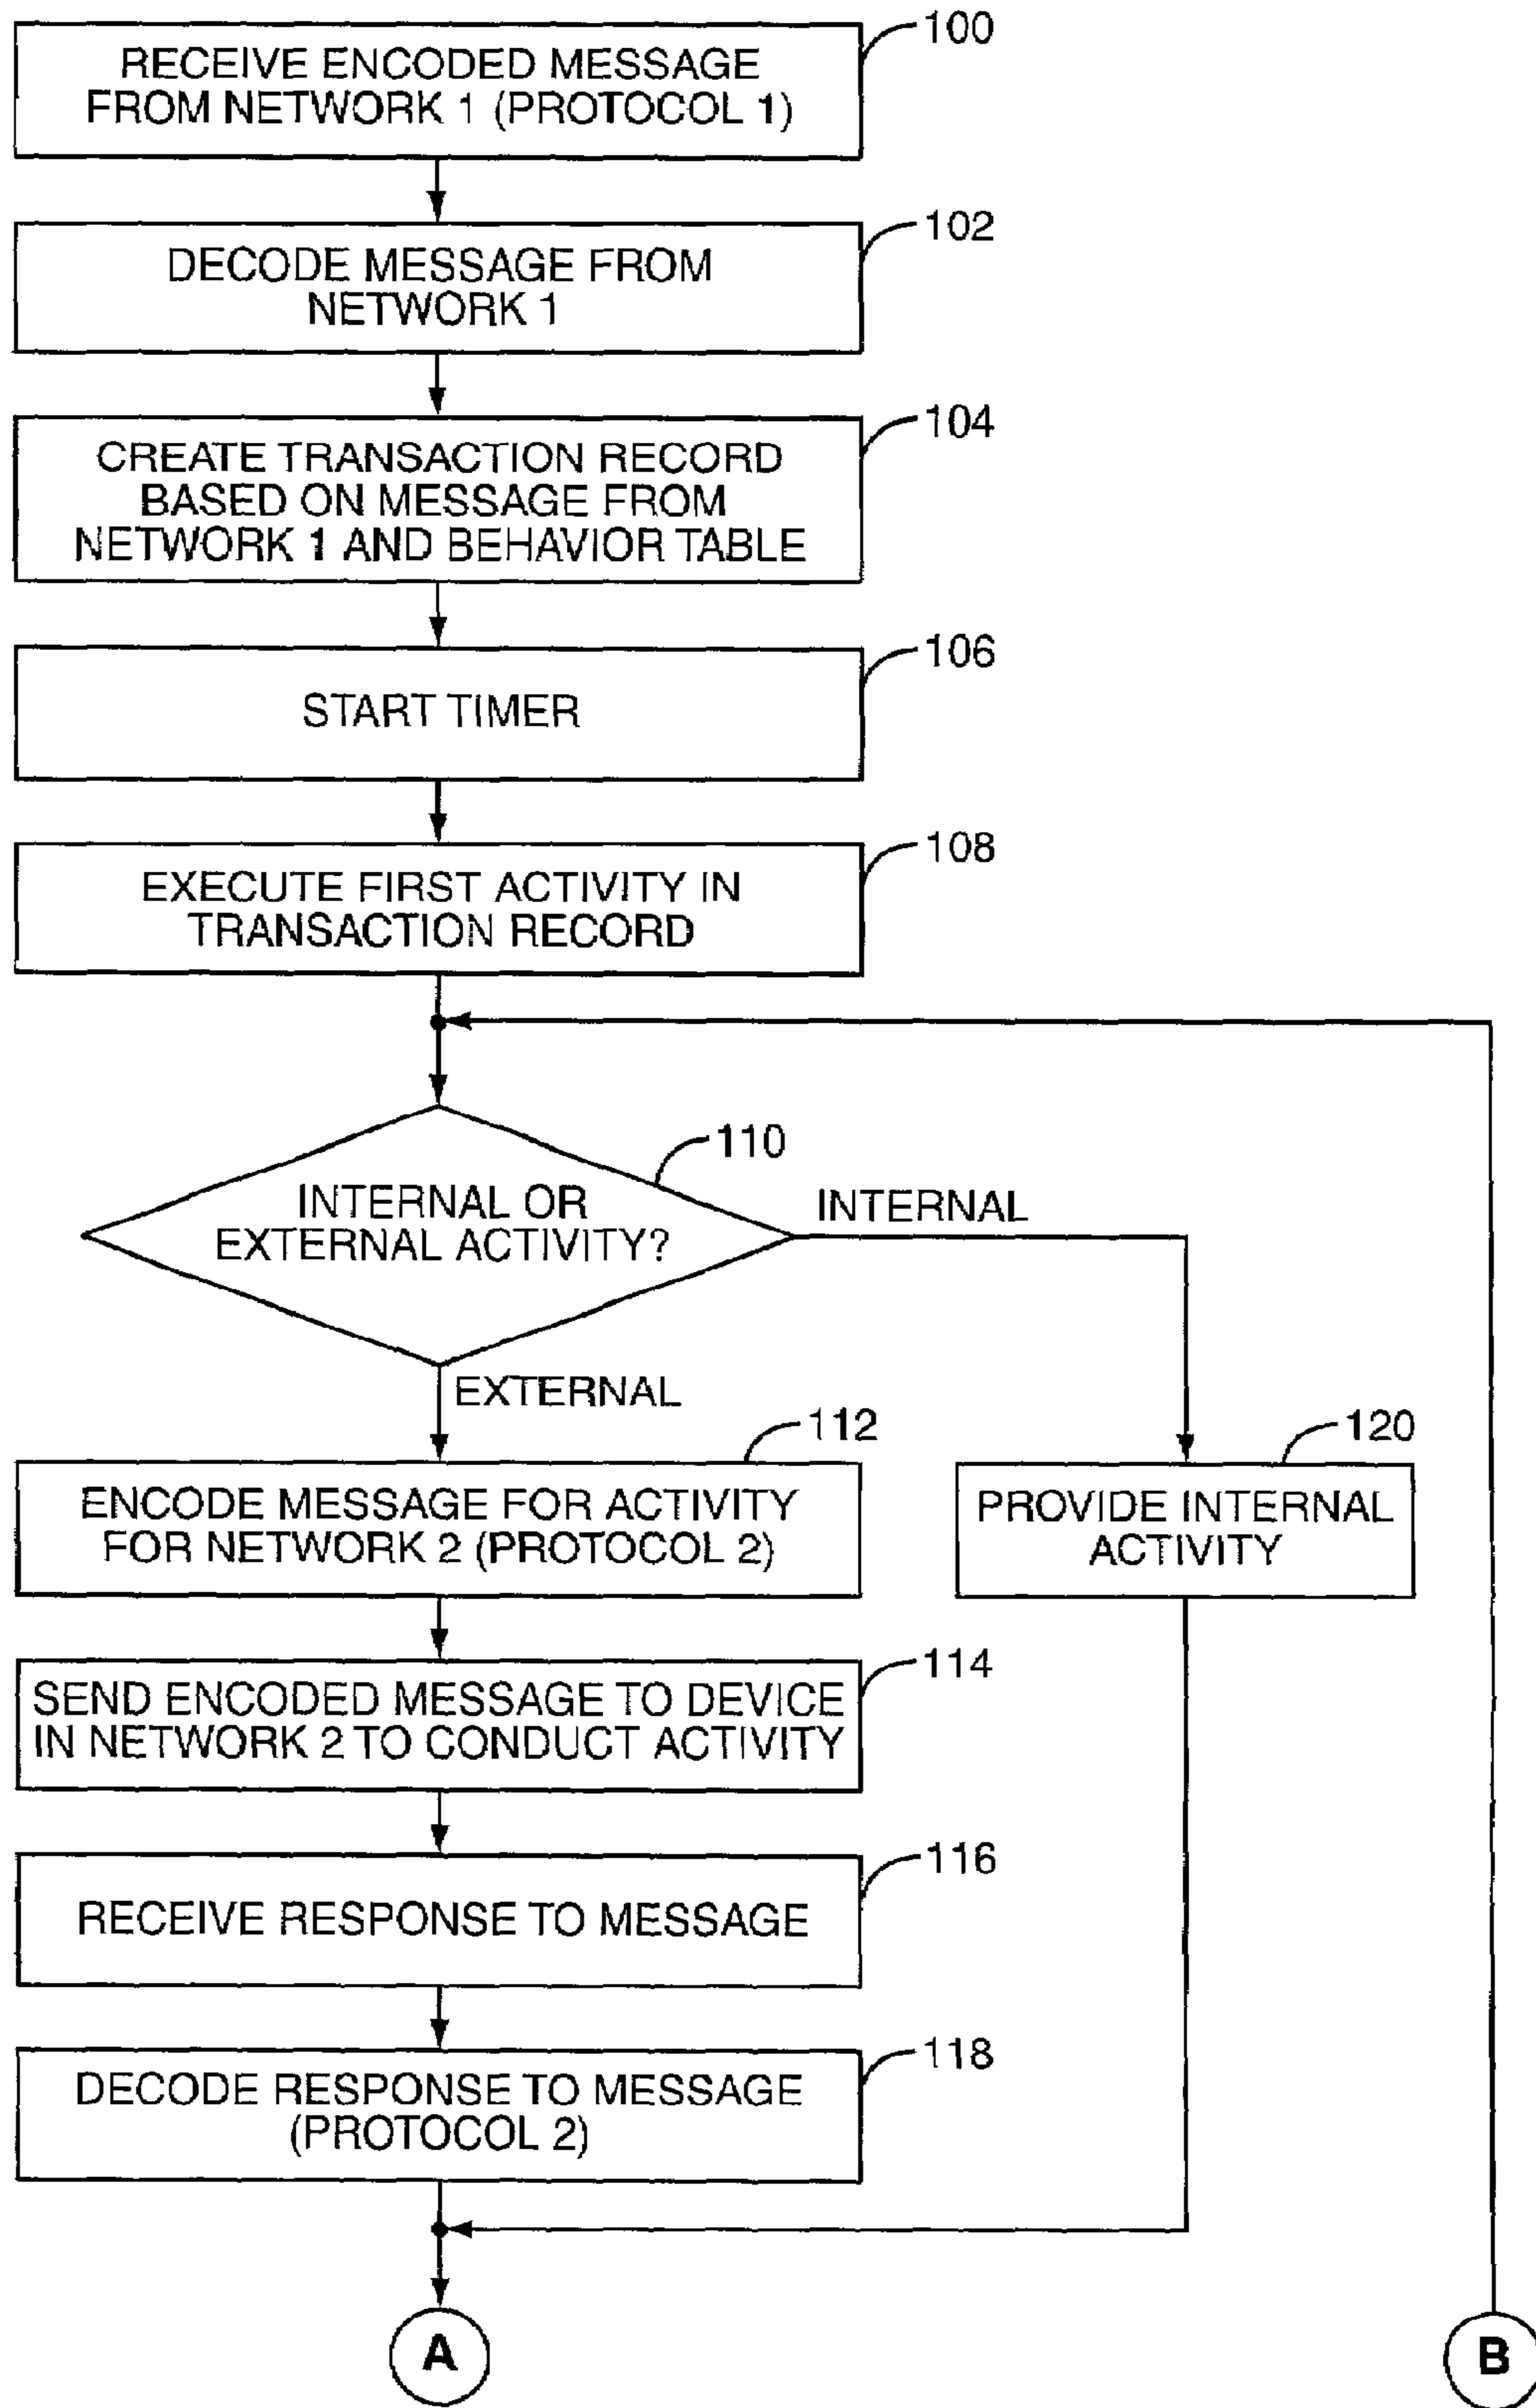 100
RECEIVE ENCODED MESSAGE
FROM NETWORK 1 (PROTOCOL 1)
102
DECODE MESSAGE FROM
NETWORK 1
104
CREATE TRANSACTION RECORD
BASED ON MESSAGE FROM
NETWORK 1 AND BEHAVIOR TABLE
106
START TIMER
108
EXECUTE FIRST ACTIVITY IN
TRANSACTION RECORD
110
INTERNAL OR
EXTERNAL ACTIVITY?
INTERNAL
EXTERNAL
112
ENCODE MESSAGE FOR ACTIVITY
FOR NETWORK 2 (PROTOCOL 2)
120
PROVIDE INTERNAL
ACTIVITY
114
SEND ENCODED MESSAGE TO DEVICE
IN NETWORK 2 TO CONDUCT ACTIVITY
116
RECEIVE RESPONSE TO MESSAGE
118
DECODE RESPONSE TO MESSAGE
(PROTOCOL 2)
A
B